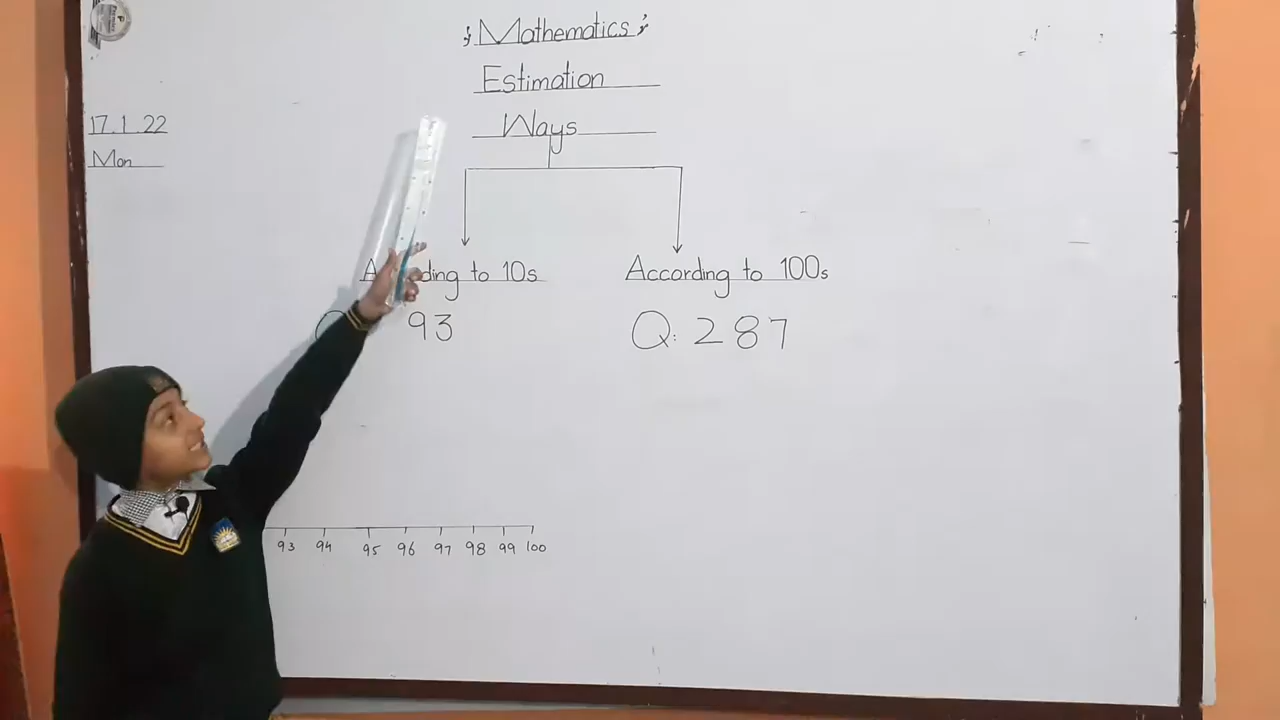 Mathematics
Estimation
Ways
17.1.22
Mon
According to 10s
According to 100s
93
Q: 287
93 94 95 96 97 98 99 100